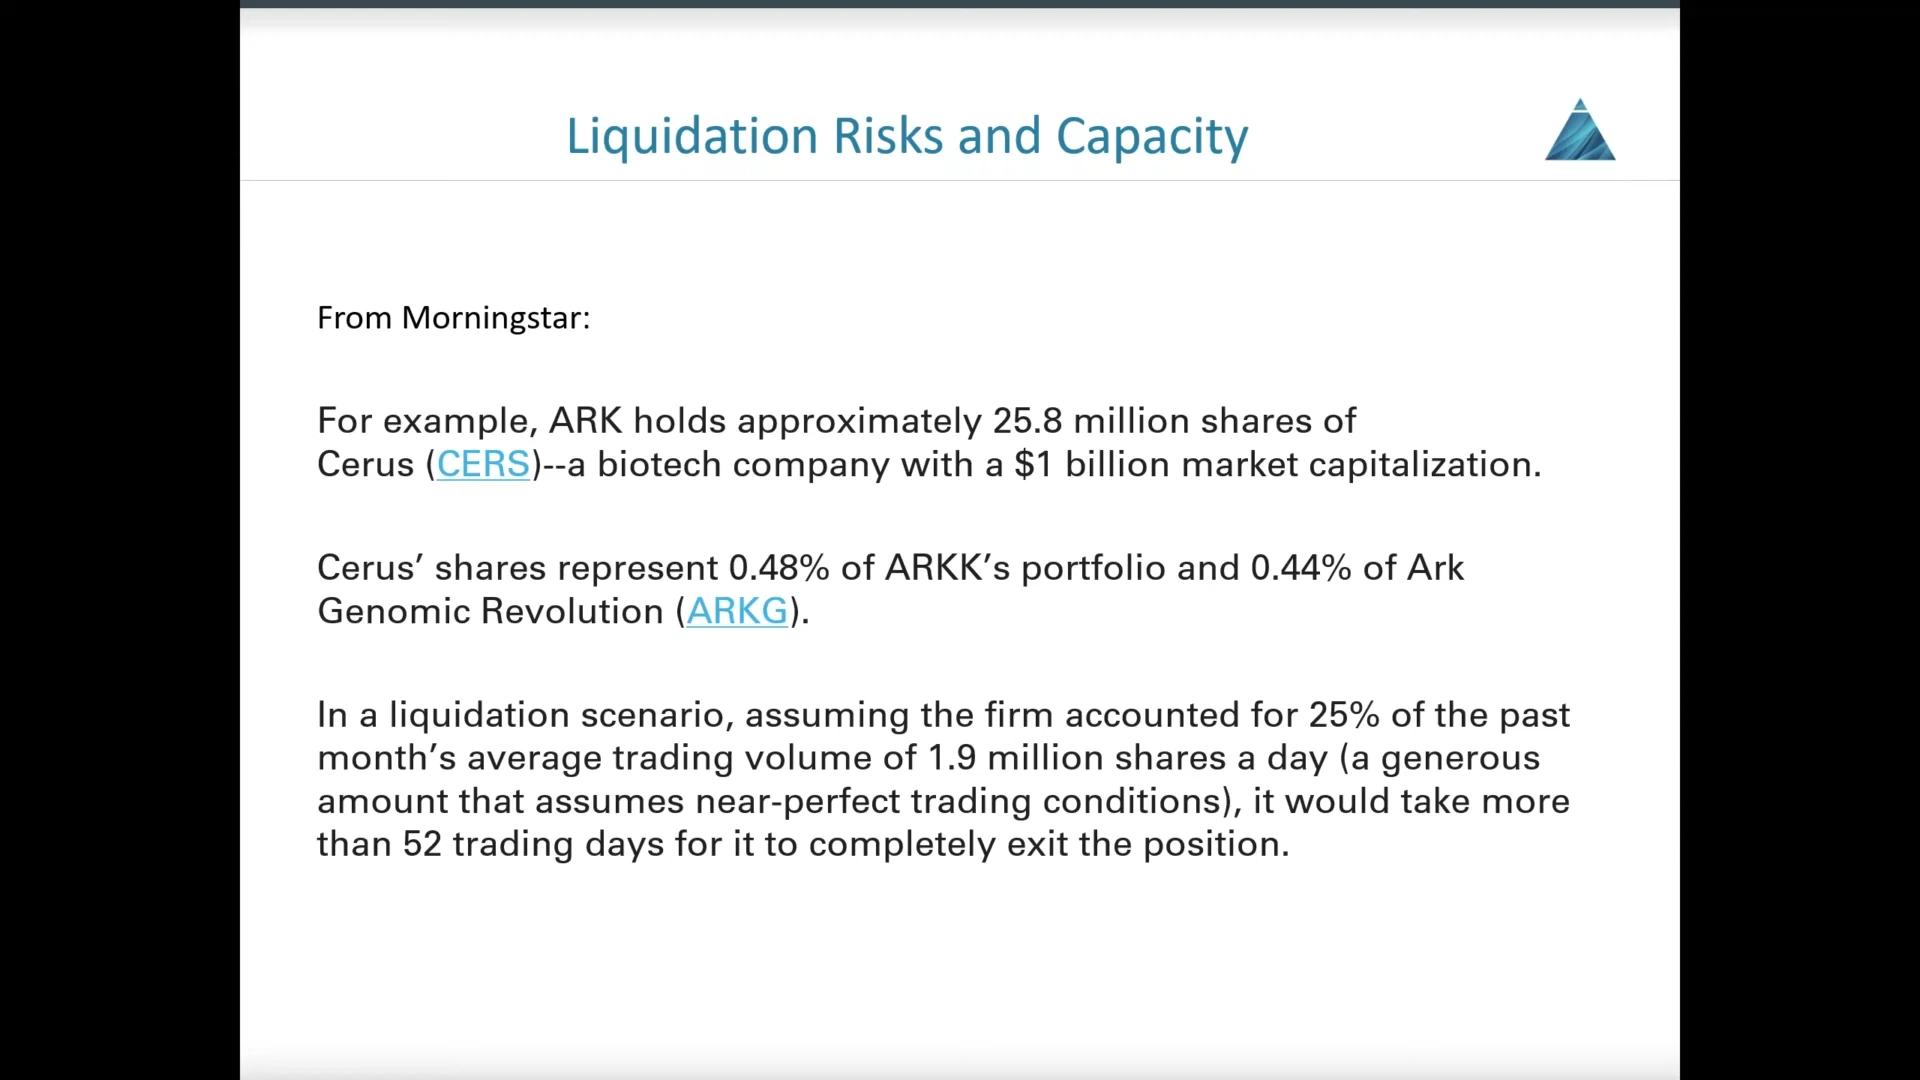 Liquidation Risks and Capacity
From Morningstar:
For example, ARK holds approximately 25.8 million shares of
Cerus (CERS)--a biotech company with a $1 billion market capitalization.
Cerus’ shares represent 0.48% of ARKK’s portfolio and 0.44% of Ark
Genomic Revolution (ARKG).
In a liquidation scenario, assuming the firm accounted for 25% of the past
month’s average trading volume of 1.9 million shares a day (a generous
amount that assumes near-perfect trading conditions), it would take more
than 52 trading days for it to completely exit the position.